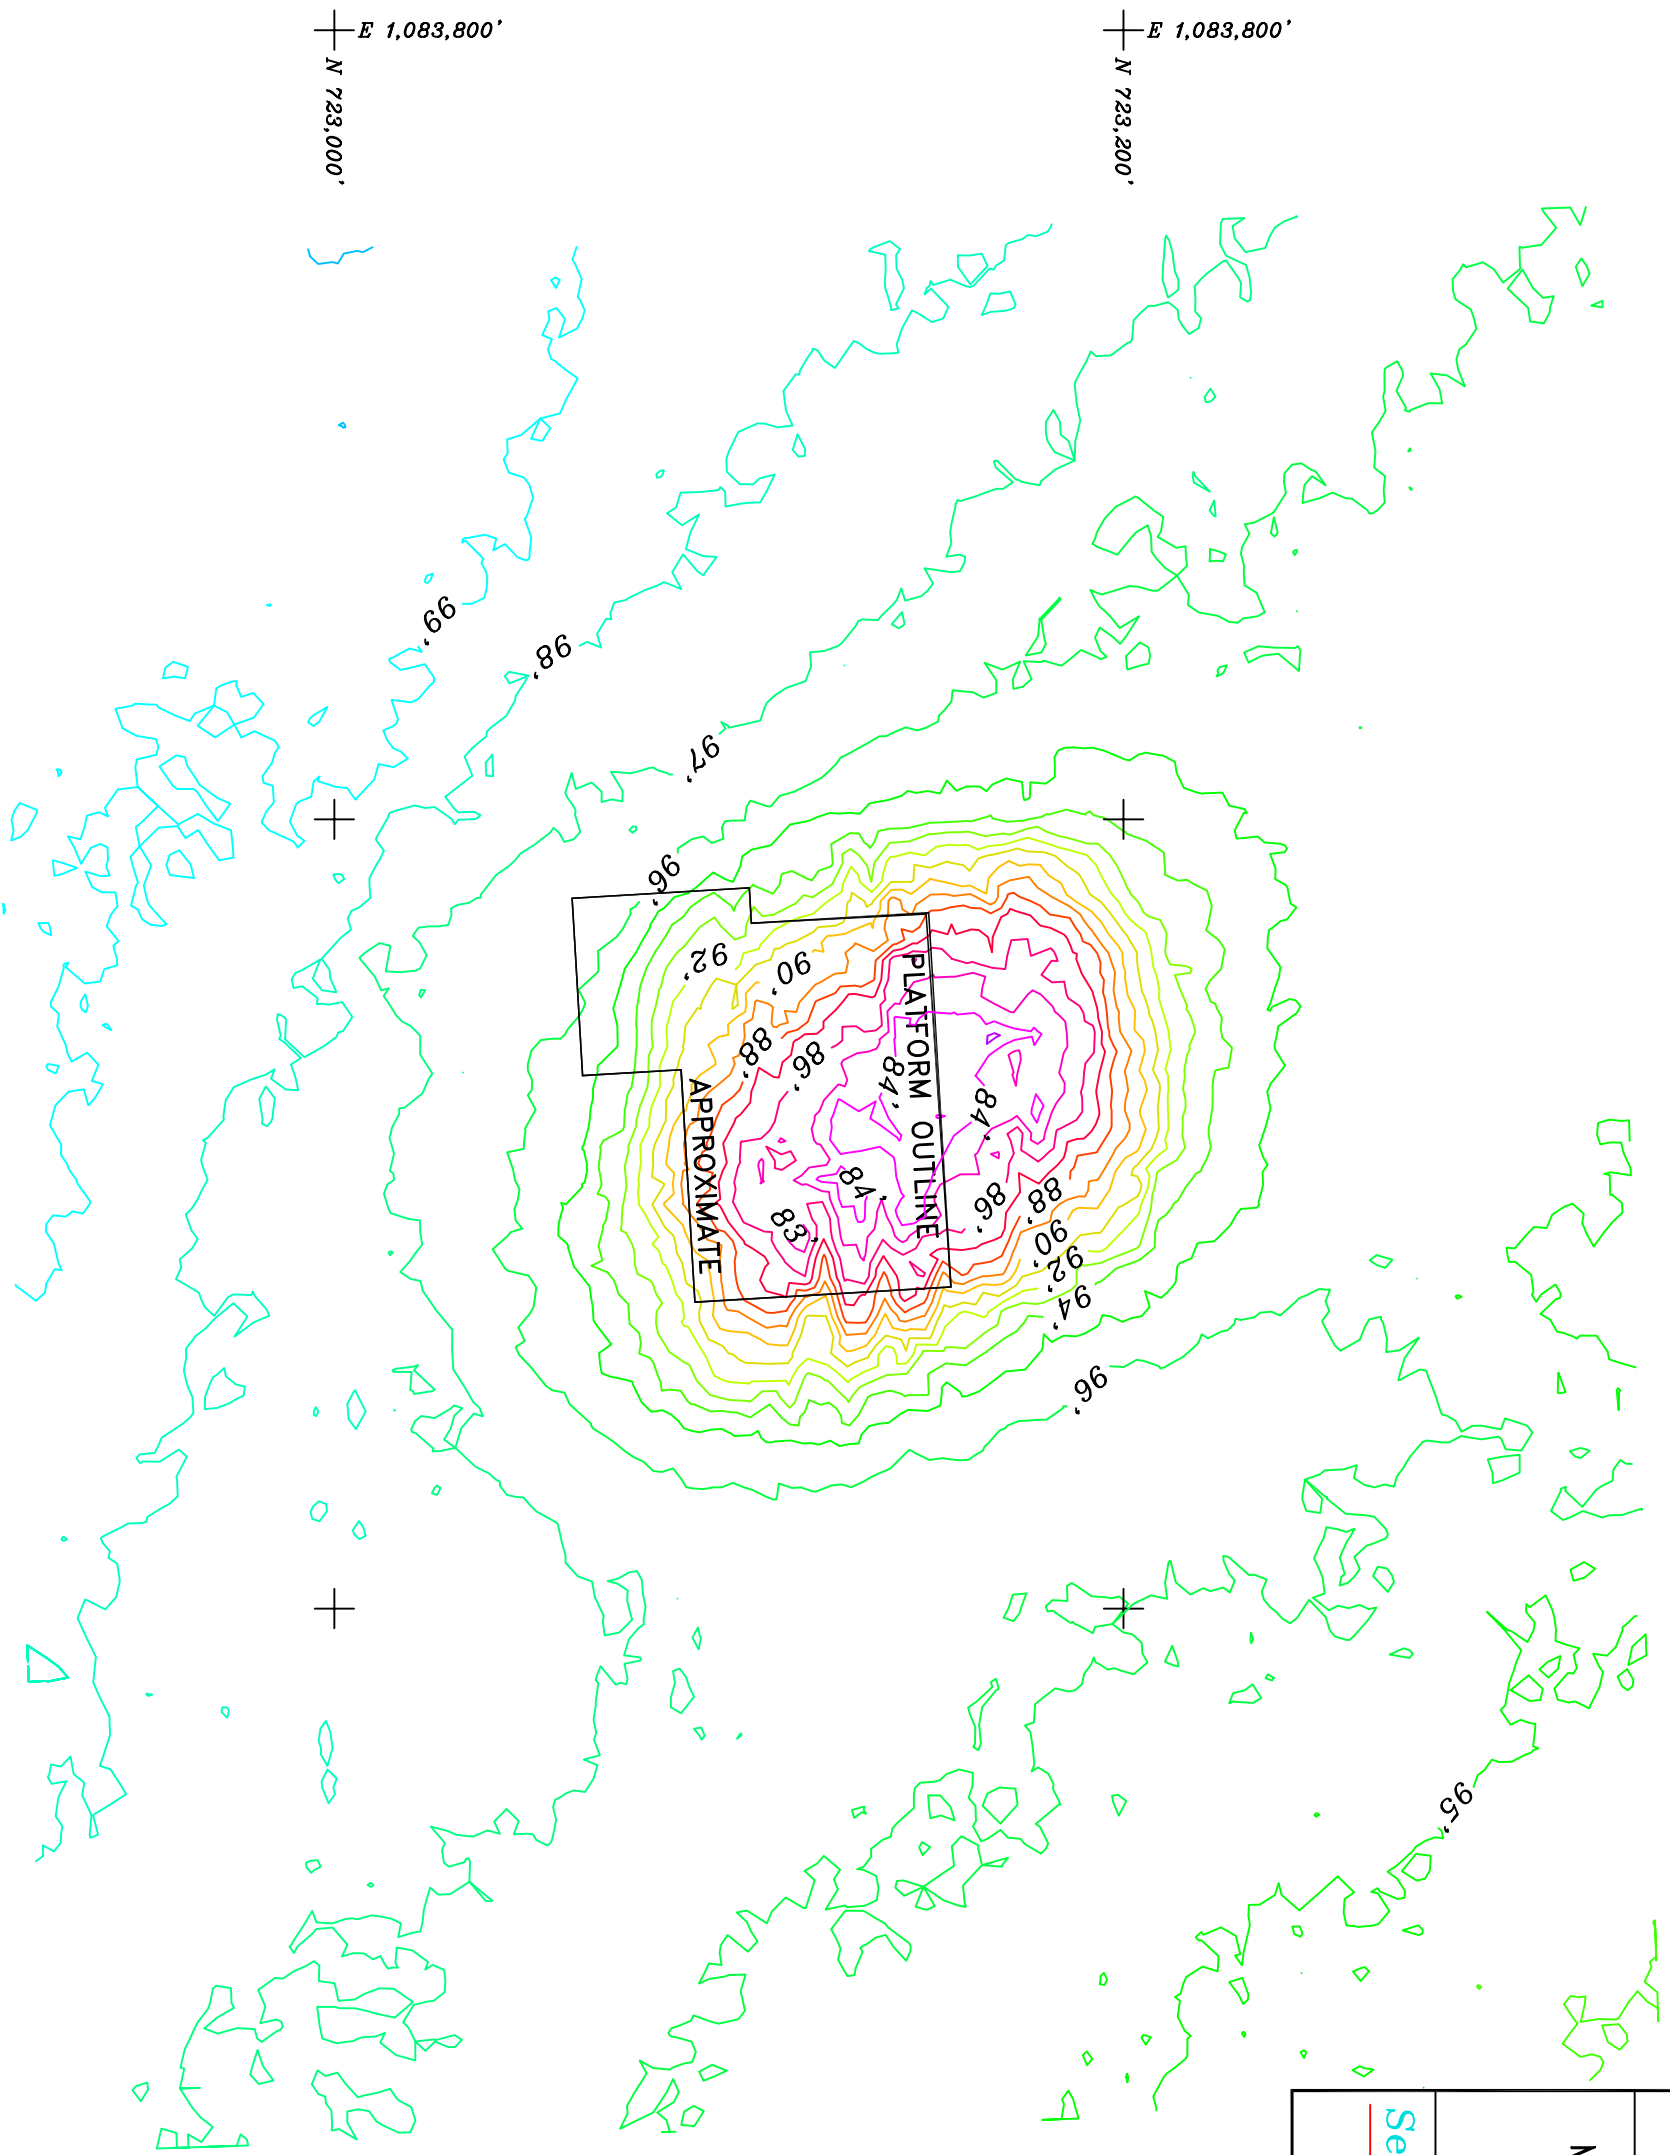 E 1,083,800'
E 1,083,800'
N 723,000'
N 723,200'
99'
98'
97'
96'
92'
90'
88'
86'
84'
84'
84'
83'
86'
88'
90'
92'
94'
96'
95'
PLATFORM OUTLINE
APPROXIMATE
Se
N